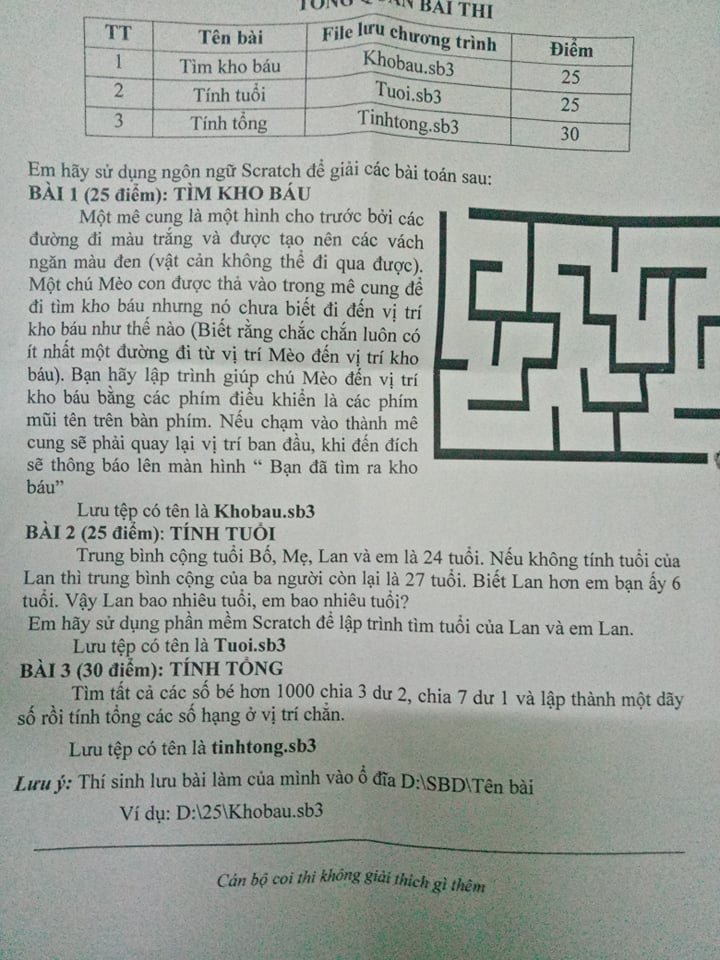 TỔNG QUAN BÀI THI
TT Tên bài File lưu chương trình Điểm
1 Tìm kho báu Khobau.sb3 25
2 Tính tuổi Tuoi.sb3 25
3 Tính tổng Tinhtong.sb3 30
Em hãy sử dụng ngôn ngữ Scratch để giải các bài toán sau:
BÀI 1 (25 điểm): TÌM KHO BÁU
Một mê cung là một hình cho trước bởi các
đường đi màu trắng và được tạo nên các vách
ngăn màu đen (vật cản không thể đi qua được).
Một chú Mèo con được thả vào trong mê cung để
đi tìm kho báu nhưng nó chưa biết đi đến vị trí
kho báu như thế nào (Biết rằng chắc chắn luôn có
ít nhất một đường đi từ vị trí Mèo đến vị trí kho
báu). Bạn hãy lập trình giúp chú Mèo đến vị trí
kho báu bằng các phím điều khiển là các phím
mũi tên trên bàn phím. Nếu chạm vào thành mê
cung sẽ phải quay lại vị trí ban đầu, khi đến đích
sẽ thông báo lên màn hình “ Bạn đã tìm ra kho
báu”
Lưu tệp có tên là Khobau.sb3
BÀI 2 (25 điểm): TÍNH TUỔI
Trung bình cộng tuổi Bố, Mẹ, Lan và em là 24 tuổi. Nếu không tính tuổi của
Lan thì trung bình cộng của ba người còn lại là 27 tuổi. Biết Lan hơn em bạn ấy 6
tuổi. Vậy Lan bao nhiêu tuổi, em bao nhiêu tuổi?
Em hãy sử dụng phần mềm Scratch để lập trình tìm tuổi của Lan và em Lan.
Lưu tệp có tên là Tuoi.sb3
BÀI 3 (30 điểm): TÍNH TỔNG
Tìm tất cả các số bé hơn 1000 chia 3 dư 2, chia 7 dư 1 và lập thành một dãy
số rồi tính tổng các số hạng ở vị trí chẵn.
Lưu tệp có tên là tinhtong.sb3
Lưu ý: Thí sinh lưu bài làm của mình vào ổ đĩa D:\SBD\Tên bài
Ví dụ: D:\25\Khobau.sb3
Cán bộ coi thi không giải thích gì thêm